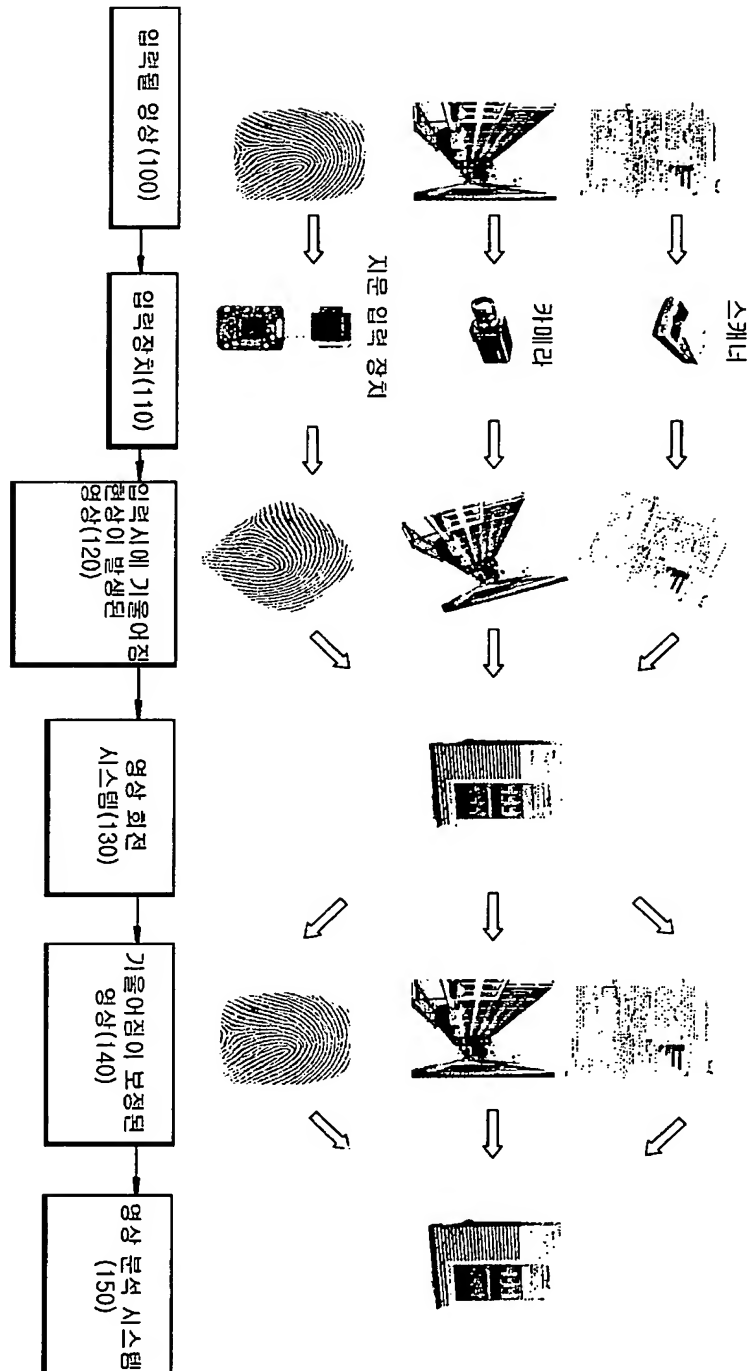 스캐너
카메라
지문 입력 장치
입력될 영상(100)
입력장치(110)
입력시에 기울어짐
현상이 발생된
영상(120)
영상 회전
시스템(130)
기울어짐이 보정된
영상(140)
영상 분석 시스템
(150)